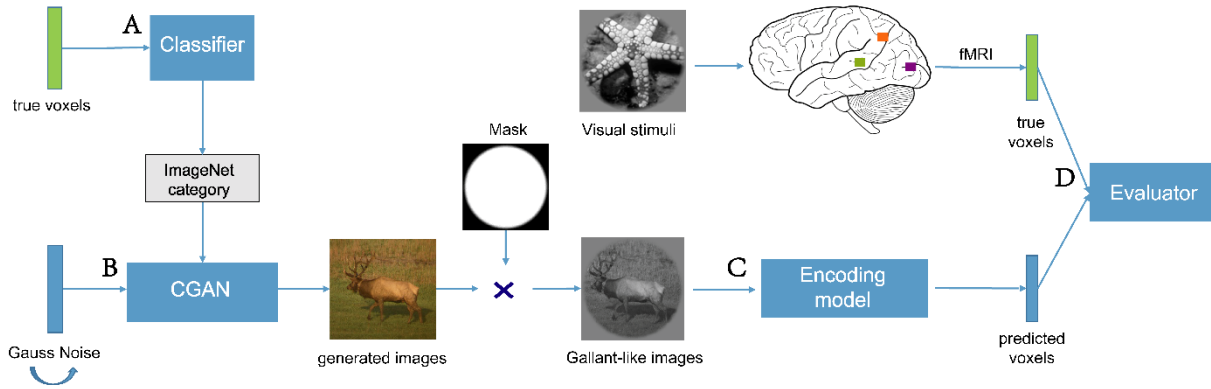 A
Classifier
true voxels
ImageNet
category
B
CGAN
Gauss Noise
generated images
Mask
Visual stimuli
Gallant-like images
fMRI
true
voxels
C
Encoding
model
predicted
voxels
D
Evaluator